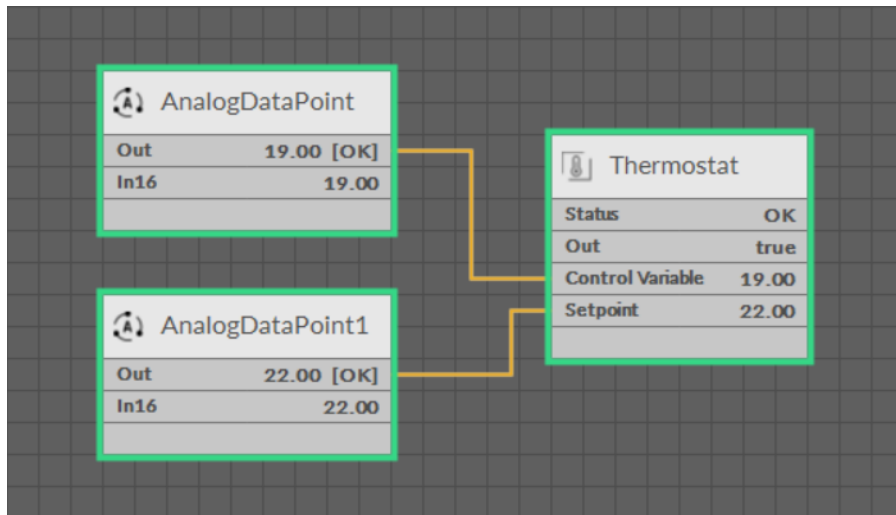 AnalogDataPoint
Out 19.00 [OK]
In16 19.00
Thermostat
Status OK
Out true
Control Variable 19.00
Setpoint 22.00
AnalogDataPoint1
Out 22.00 [OK]
In16 22.00